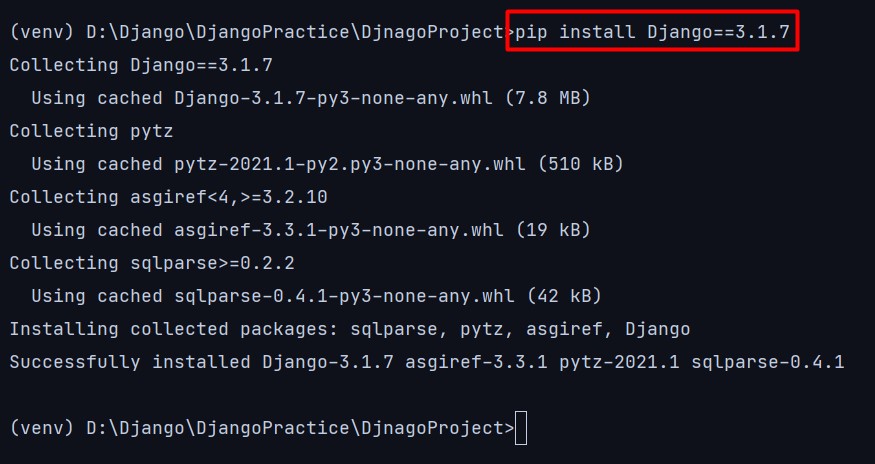 (venv) D:\Django\DjangoPractice\DjnagoProject>pip install Django==3.1.7
Collecting Django==3.1.7
  Using cached Django-3.1.7-py3-none-any.whl (7.8 MB)
Collecting pytz
  Using cached pytz-2021.1-py2.py3-none-any.whl (510 kB)
Collecting asgiref<4,>=3.2.10
  Using cached asgiref-3.3.1-py3-none-any.whl (19 kB)
Collecting sqlparse>=0.2.2
  Using cached sqlparse-0.4.1-py3-none-any.whl (42 kB)
Installing collected packages: sqlparse, pytz, asgiref, Django
Successfully installed Django-3.1.7 asgiref-3.3.1 pytz-2021.1 sqlparse-0.4.1
(venv) D:\Django\DjangoPractice\DjnagoProject>